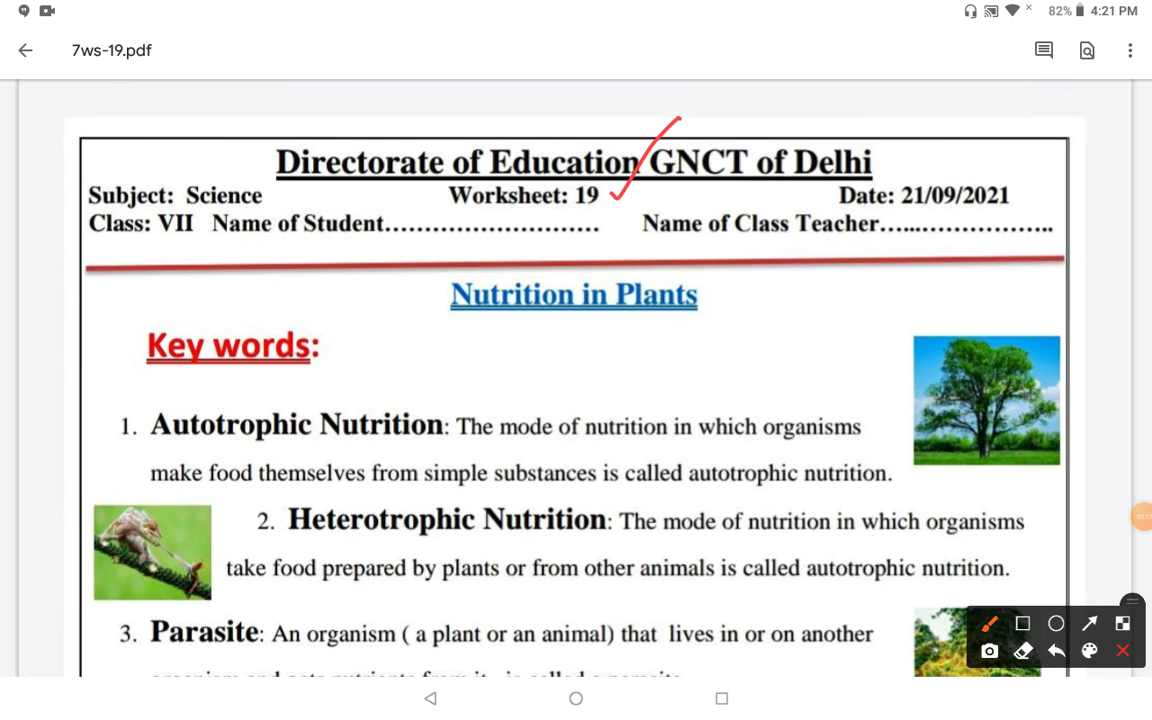 82% 4:21 PM
7ws-19.pdf
Directorate of Education GNCT of Delhi
Subject: Science Worksheet: 19 Date: 21/09/2021
Class: VII Name of Student........................... Name of Class Teacher......................
Nutrition in Plants
Key words:
1. Autotrophic Nutrition: The mode of nutrition in which organisms
make food themselves from simple substances is called autotrophic nutrition.
2. Heterotrophic Nutrition: The mode of nutrition in which organisms
take food prepared by plants or from other animals is called autotrophic nutrition.
3. Parasite: An organism ( a plant or an animal) that lives in or on another